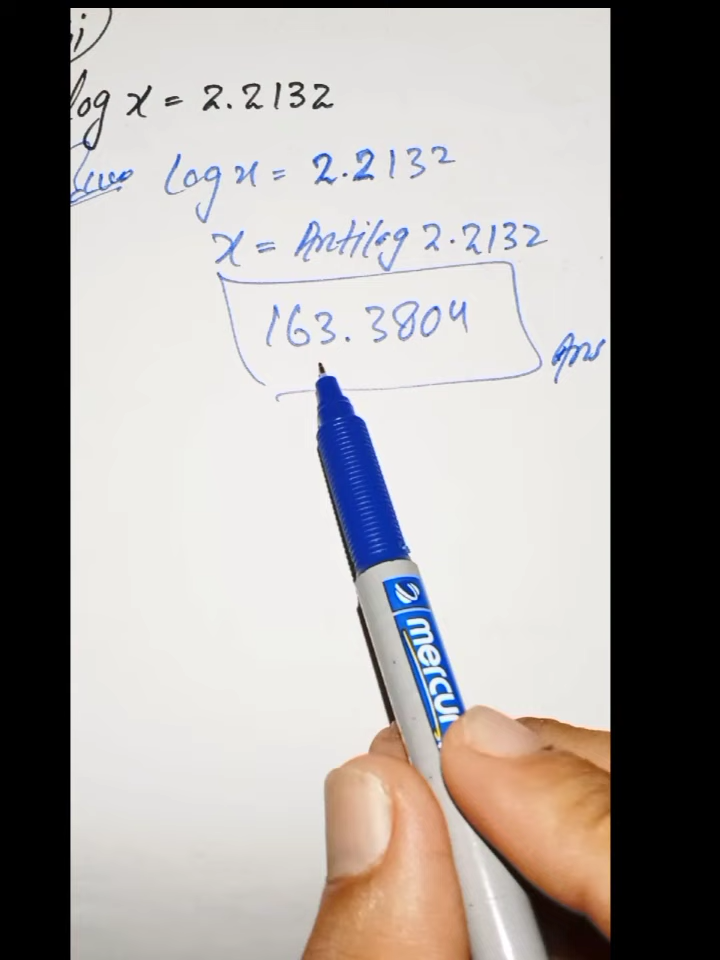 log x = 2.2132
log x = 2.2132
x = Antilog 2.2132
163.3804
Ans
mercu